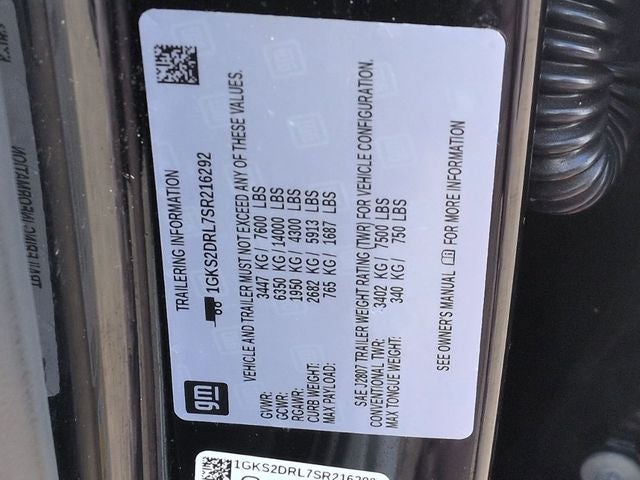 TRAILERING INFORMATION
1GKS2DRL7SR216292
VEHICLE AND TRAILER MUST NOT EXCEED ANY OF THESE VALUES.
GVWR: 3447 KG / 7600 LBS
GCWR: 6350 KG / 14000 LBS
RGAWR: 1950 KG / 4300 LBS
CURB WEIGHT: 2682 KG / 5913 LBS
MAX PAYLOAD: 765 KG / 1687 LBS
SAE J2807 TRAILER WEIGHT RATING (TWR) FOR VEHICLE CONFIGURATION.
CONVENTIONAL TWR: 3402 KG / 7500 LBS
MAX TONGUE WEIGHT: 340 KG / 750 LBS
SEE OWNER'S MANUAL FOR MORE INFORMATION
gm
1GKS2DRL7SR216292